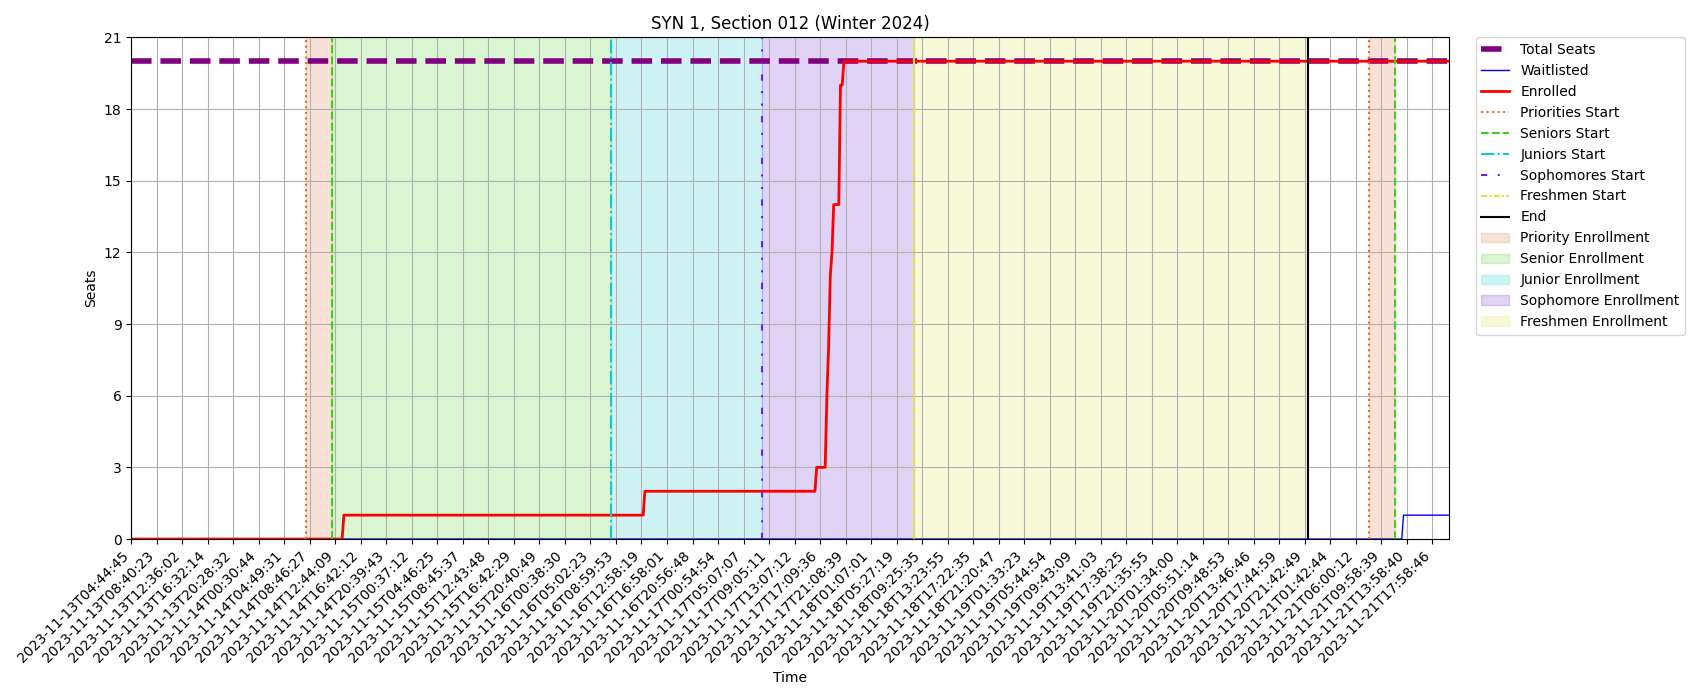 SYN 1, Section 012 (Winter 2024)
Seats
21
18
15
12
9
6
3
0
2023-11-13T04:44:45
2023-11-13T08:40:23
2023-11-13T12:36:02
2023-11-13T16:32:14
2023-11-13T20:28:32
2023-11-14T00:30:44
2023-11-14T04:49:31
2023-11-14T08:46:27
2023-11-14T12:44:09
2023-11-14T16:42:12
2023-11-14T20:39:43
2023-11-15T00:37:12
2023-11-15T04:46:25
2023-11-15T08:45:37
2023-11-15T12:43:48
2023-11-15T16:42:29
2023-11-15T20:40:49
2023-11-16T00:38:30
2023-11-16T05:02:23
2023-11-16T08:59:53
2023-11-16T12:58:19
2023-11-16T16:58:01
2023-11-16T20:56:48
2023-11-17T00:54:54
2023-11-17T05:07:07
2023-11-17T09:05:11
2023-11-17T13:07:12
2023-11-17T17:09:36
2023-11-17T21:08:39
2023-11-18T01:07:01
2023-11-18T05:27:19
2023-11-18T09:25:35
2023-11-18T13:23:55
2023-11-18T17:22:35
2023-11-18T21:20:47
2023-11-19T01:33:23
2023-11-19T05:44:54
2023-11-19T09:43:09
2023-11-19T13:41:03
2023-11-19T17:38:25
2023-11-19T21:35:55
2023-11-20T01:34:00
2023-11-20T05:51:14
2023-11-20T09:48:53
2023-11-20T13:46:46
2023-11-20T17:44:59
2023-11-20T21:42:49
2023-11-21T01:42:44
2023-11-21T06:00:12
2023-11-21T09:58:39
2023-11-21T13:58:40
2023-11-21T17:58:46
Time
Total Seats
Waitlisted
Enrolled
Priorities Start
Seniors Start
Juniors Start
Sophomores Start
Freshmen Start
End
Priority Enrollment
Senior Enrollment
Junior Enrollment
Sophomore Enrollment
Freshmen Enrollment